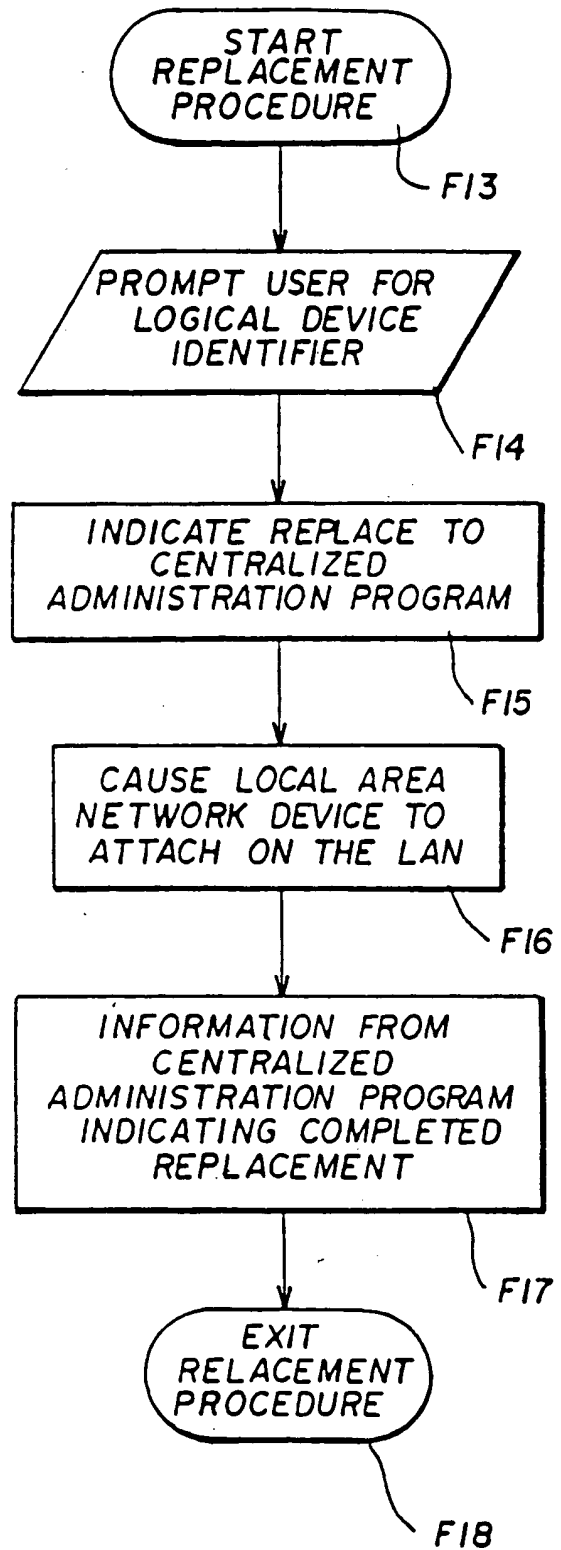 START
REPLACEMENT
PROCEDURE
F13
PROMPT USER FOR
LOGICAL DEVICE
IDENTIFIER
F14
INDICATE REPLACE TO
CENTRALIZED
ADMINISTRATION PROGRAM
F15
CAUSE LOCAL AREA
NETWORK DEVICE TO
ATTACH ON THE LAN
F16
INFORMATION FROM
CENTRALIZED
ADMINISTRATION PROGRAM
INDICATING COMPLETED
REPLACEMENT
F17
EXIT
RELACEMENT
PROCEDURE
F18